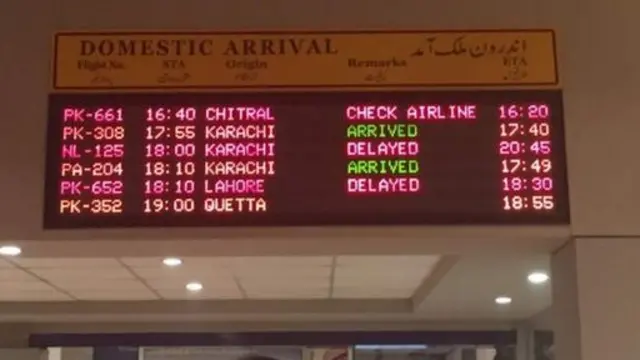 DOMESTIC ARRIVAL اندرون ملک آمد
Flight No. STA Origin Remarks ETA
PK-661 16:40 CHITRAL CHECK AIRLINE 16:20
PK-308 17:55 KARACHI ARRIVED 17:40
NL-125 18:00 KARACHI DELAYED 20:45
PA-204 18:10 KARACHI ARRIVED 17:49
PK-652 18:10 LAHORE DELAYED 18:30
PK-352 19:00 QUETTA 18:55